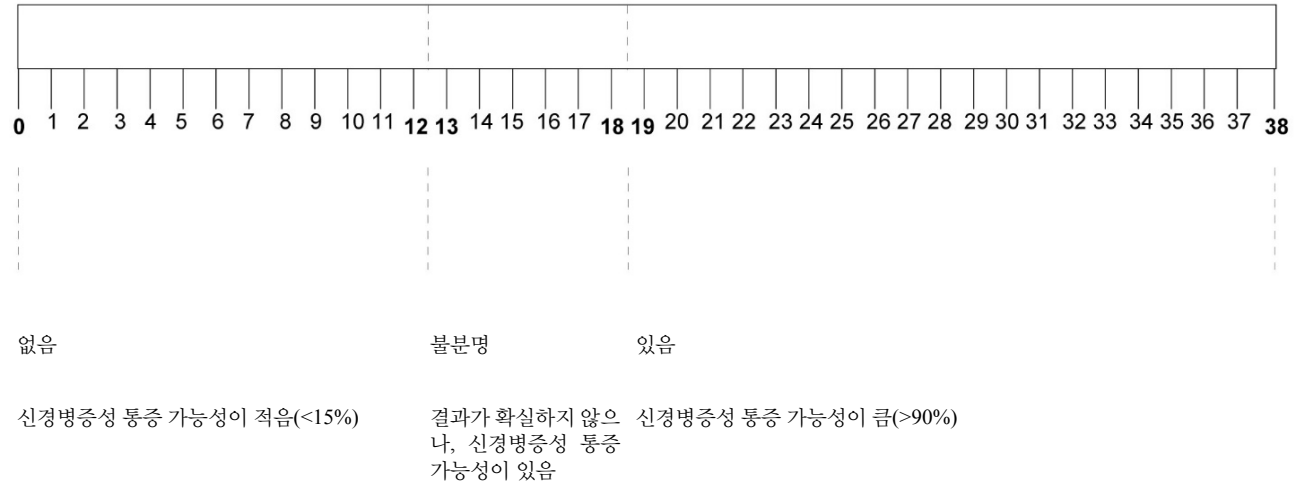 0 1 2 3 4 5 6 7 8 9 10 11 12 13 14 15 16 17 18 19 20 21 22 23 24 25 26 27 28 29 30 31 32 33 34 35 36 37 38
없음 불분명 있음
신경병증성 통증 가능성이 적음(<15%) 결과가 확실하지 않으 신경병증성 통증 가능성이 큼(>90%)
나, 신경병증성 통증
가능성이 있음